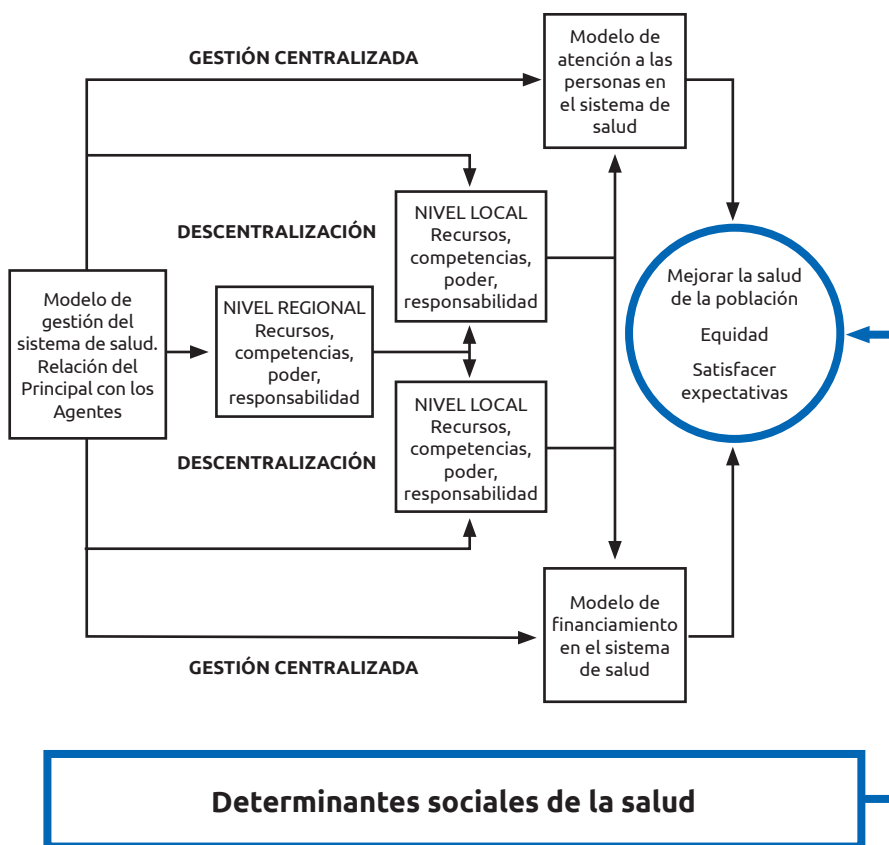 GESTIÓN CENTRALIZADA
Modelo de
atención a las
personas en
el sistema de
salud
DESCENTRALIZACIÓN
NIVEL LOCAL
Recursos,
competencias,
poder,
responsabilidad
Modelo de
gestión del
sistema de salud.
Relación del
Principal con los
Agentes
NIVEL REGIONAL
Recursos,
competencias,
poder,
responsabilidad
Mejorar la salud
de la población
Equidad
Satisfacer
expectativas
DESCENTRALIZACIÓN
NIVEL LOCAL
Recursos,
competencias,
poder,
responsabilidad
GESTIÓN CENTRALIZADA
Modelo de
financiamiento
en el sistema
de salud
Determinantes sociales de la salud